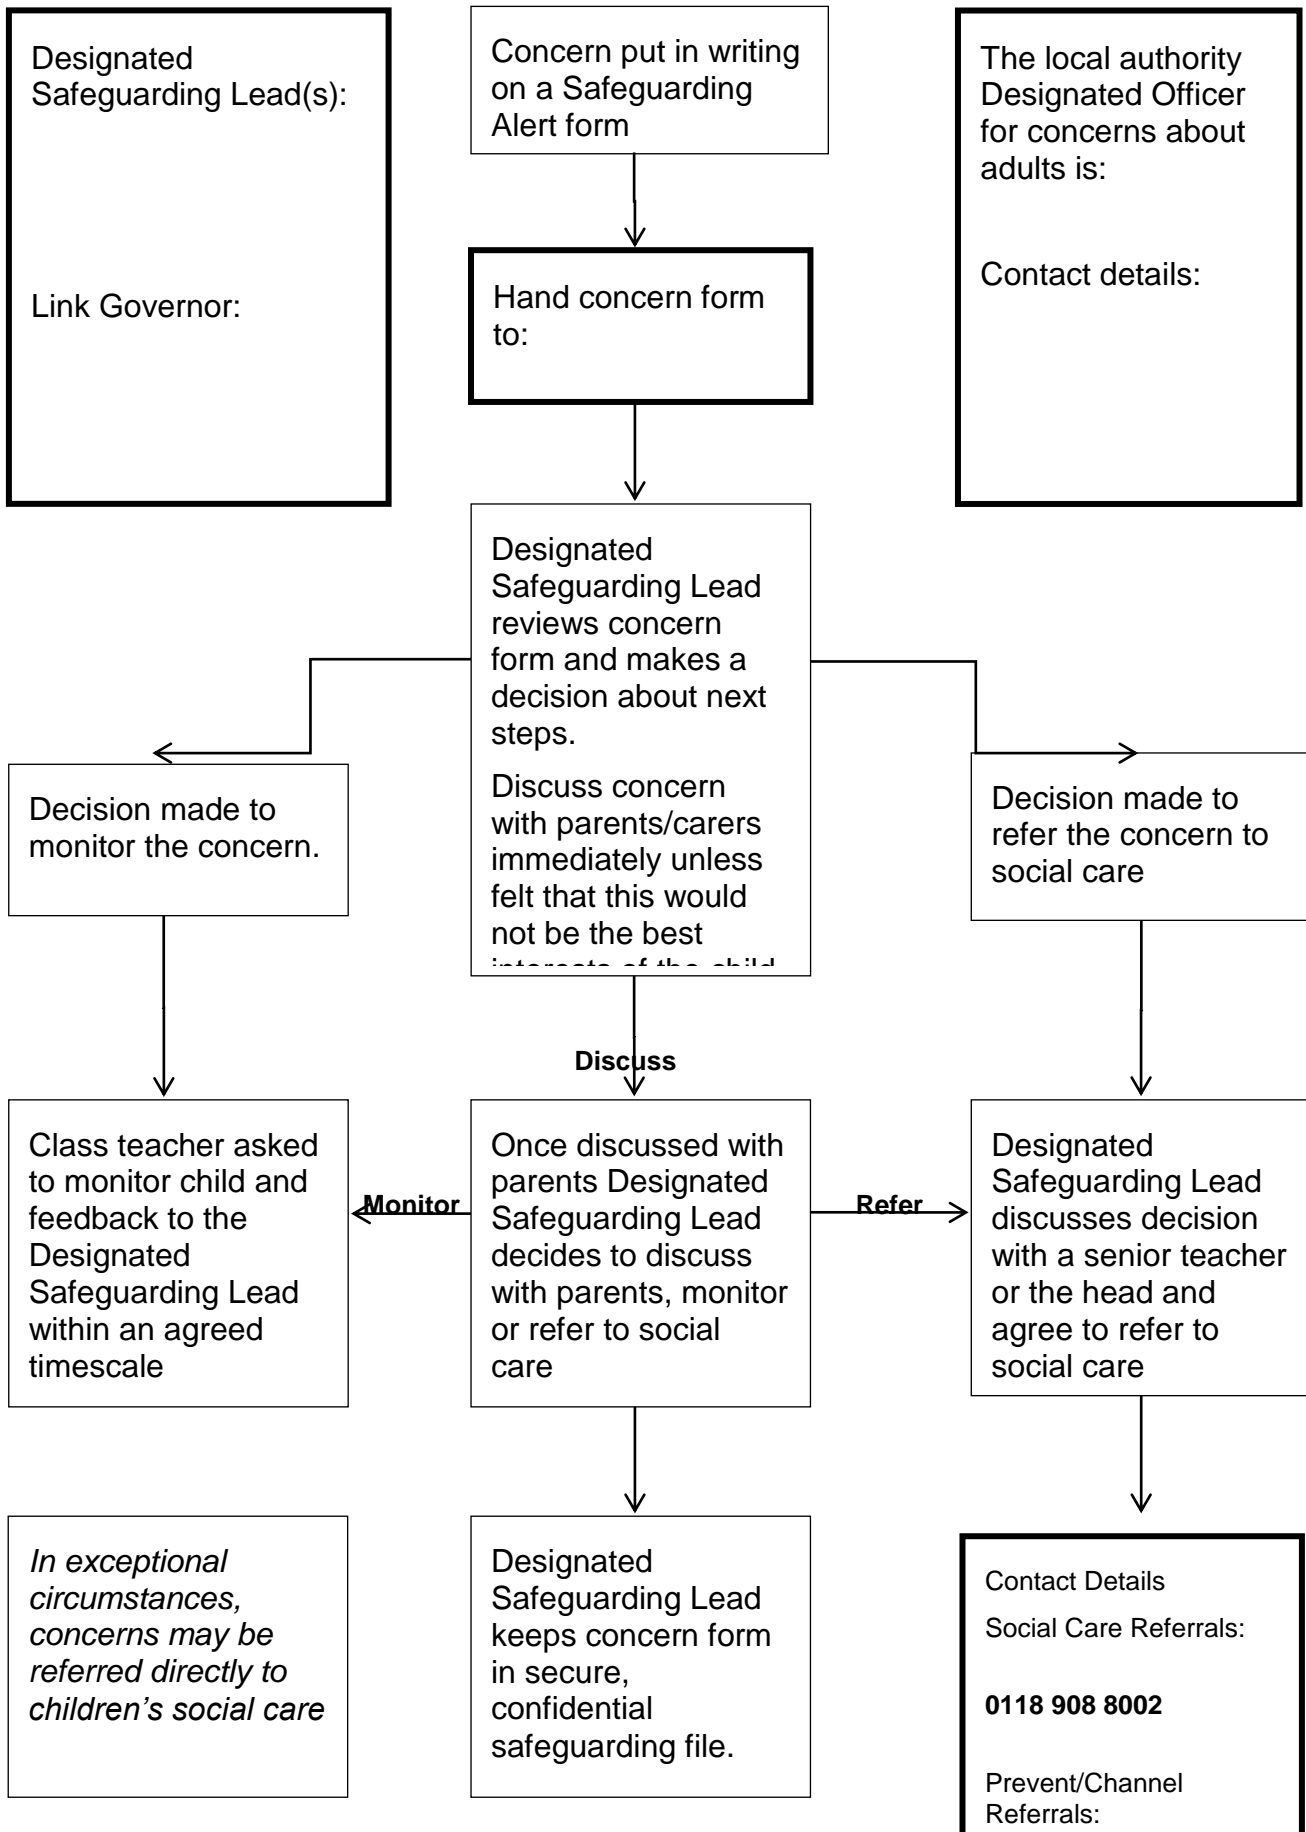 Designated
Safeguarding Lead(s):
Link Governor:
Concern put in writing
on a Safeguarding
Alert form
The local authority
Designated Officer
for concerns about
adults is:
Contact details:
Hand concern form
to:
Designated
Safeguarding Lead
reviews concern
form and makes a
decision about next
steps.
Discuss concern
with parents/carers
immediately unless
felt that this would
not be the best
interests of the child
Decision made to
monitor the concern.
Decision made to
refer the concern to
social care
Discuss
Class teacher asked
to monitor child and
feedback to the
Designated
Safeguarding Lead
within an agreed
timescale
Monitor
Once discussed with
parents Designated
Safeguarding Lead
decides to discuss
with parents, monitor
or refer to social
care
Refer
Designated
Safeguarding Lead
discusses decision
with a senior teacher
or the head and
agree to refer to
social care
In exceptional
circumstances,
concerns may be
referred directly to
children’s social care
Designated
Safeguarding Lead
keeps concern form
in secure,
confidential
safeguarding file.
Contact Details
Social Care Referrals:
0118 908 8002
Prevent/Channel
Referrals: